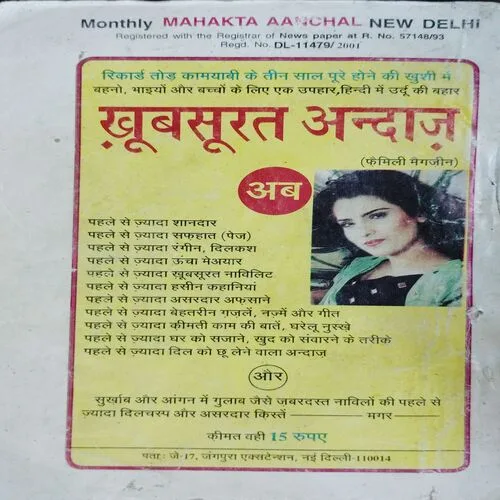 Monthly MAHAKTA AANCHAL NEW DELHI
Registered with the Registrar of News paper at R. No. 57148/93
Regd. No. DL-11479/2001
रिकार्ड तोड़ कामयाबी के तीन साल पूरे होने की खुशी में
बहनो, भाइयों और बच्चों के लिए एक उपहार,हिन्दी में उर्दू की बहार
ख़ूबसूरत अन्दाज़
(फैमिली मैगजीन)
अब
पहले से ज़्यादा शानदार
पहले से ज़्यादा सफ़हात (पेज)
पहले से ज़्यादा रंगीन, दिलकश
पहले से ज़्यादा ऊंचा मेअयार
पहले से ज़्यादा ख़ूबसूरत नाविलिट
पहले से ज़्यादा हसीन कहानियां
पहले से ज़्यादा असरदार अफ़साने
पहले से ज़्यादा बेहतरीन गजलें, नज्में और गीत
पहले से ज़्यादा कीमती काम की बातें, घरेलू नुस्ख़े
पहले से ज़्यादा घर को सजाने, खुद को संवारने के तरीके
पहले से ज़्यादा दिल को छू लेने वाला अन्दाज़
और
सुर्ख़ाब और आंगन में गुलाब जैसे ज़बरदस्त नाविलों की पहले से
ज़्यादा दिलचस्प और असरदार किस्तें ———— मगर ————
कीमत वही 15 रुपए
पता: जे-17, जंगपुरा एक्सटेन्शन, नई दिल्ली-110014